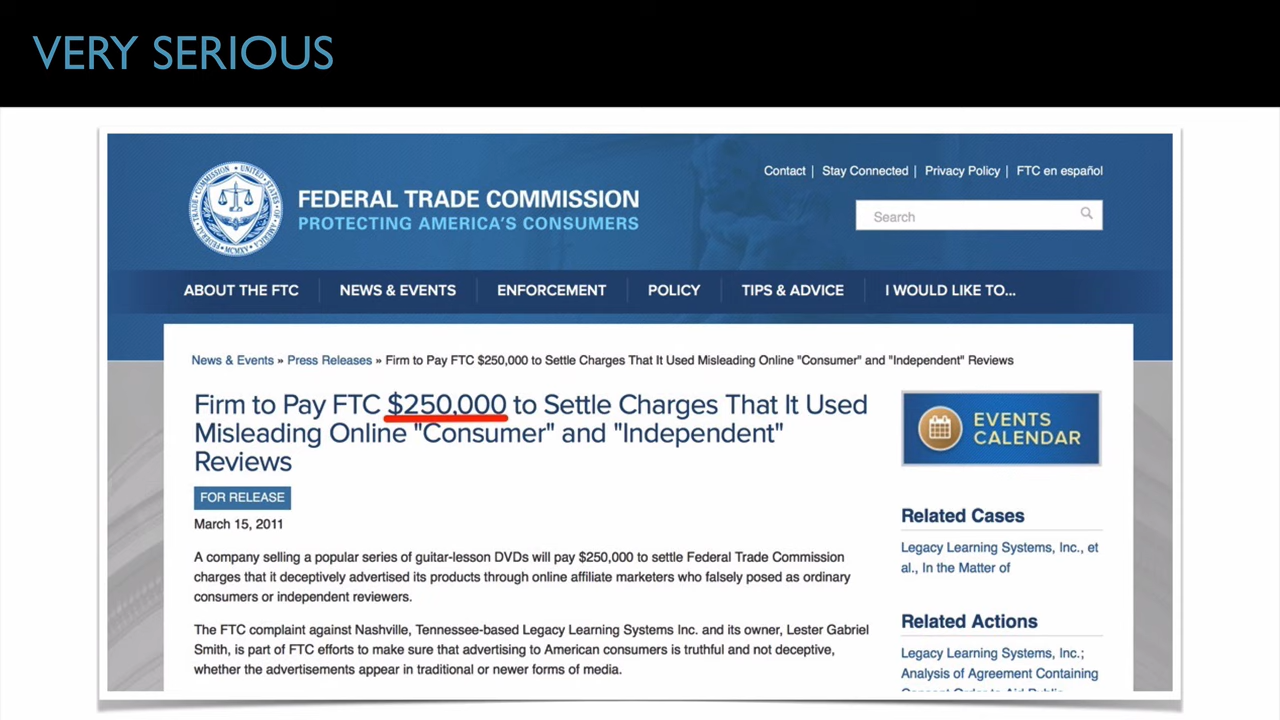 VERY SERIOUS
FEDERAL TRADE COMMISSION
PROTECTING AMERICA'S CONSUMERS
Contact | Stay Connected | Privacy Policy | FTC en español
Search
ABOUT THE FTC
NEWS & EVENTS
ENFORCEMENT
POLICY
TIPS & ADVICE
I WOULD LIKE TO...
News & Events » Press Releases » Firm to Pay FTC $250,000 to Settle Charges That It Used Misleading Online "Consumer" and "Independent" Reviews
Firm to Pay FTC $250,000 to Settle Charges That It Used
Misleading Online "Consumer" and "Independent"
Reviews
FOR RELEASE
March 15, 2011
A company selling a popular series of guitar-lesson DVDs will pay $250,000 to settle Federal Trade Commission
charges that it deceptively advertised its products through online affiliate marketers who falsely posed as ordinary
consumers or independent reviewers.
The FTC complaint against Nashville, Tennessee-based Legacy Learning Systems Inc. and its owner, Lester Gabriel
Smith, is part of FTC efforts to make sure that advertising to American consumers is truthful and not deceptive,
whether the advertisements appear in traditional or newer forms of media.
EVENTS
CALENDAR
Related Cases
Legacy Learning Systems, Inc., et
al., In the Matter of
Related Actions
Legacy Learning Systems, Inc.;
Analysis of Agreement Containing